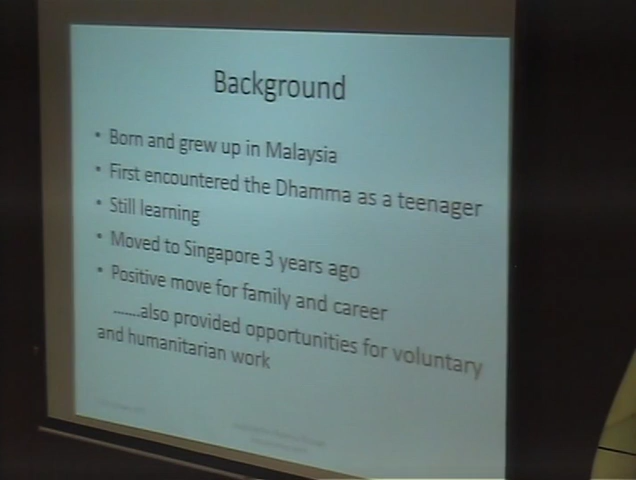 Background
• Born and grew up in Malaysia
• First encountered the Dhamma as a teenager
• Still learning
• Moved to Singapore 3 years ago
• Positive move for family and career
.......also provided opportunities for voluntary
and humanitarian work